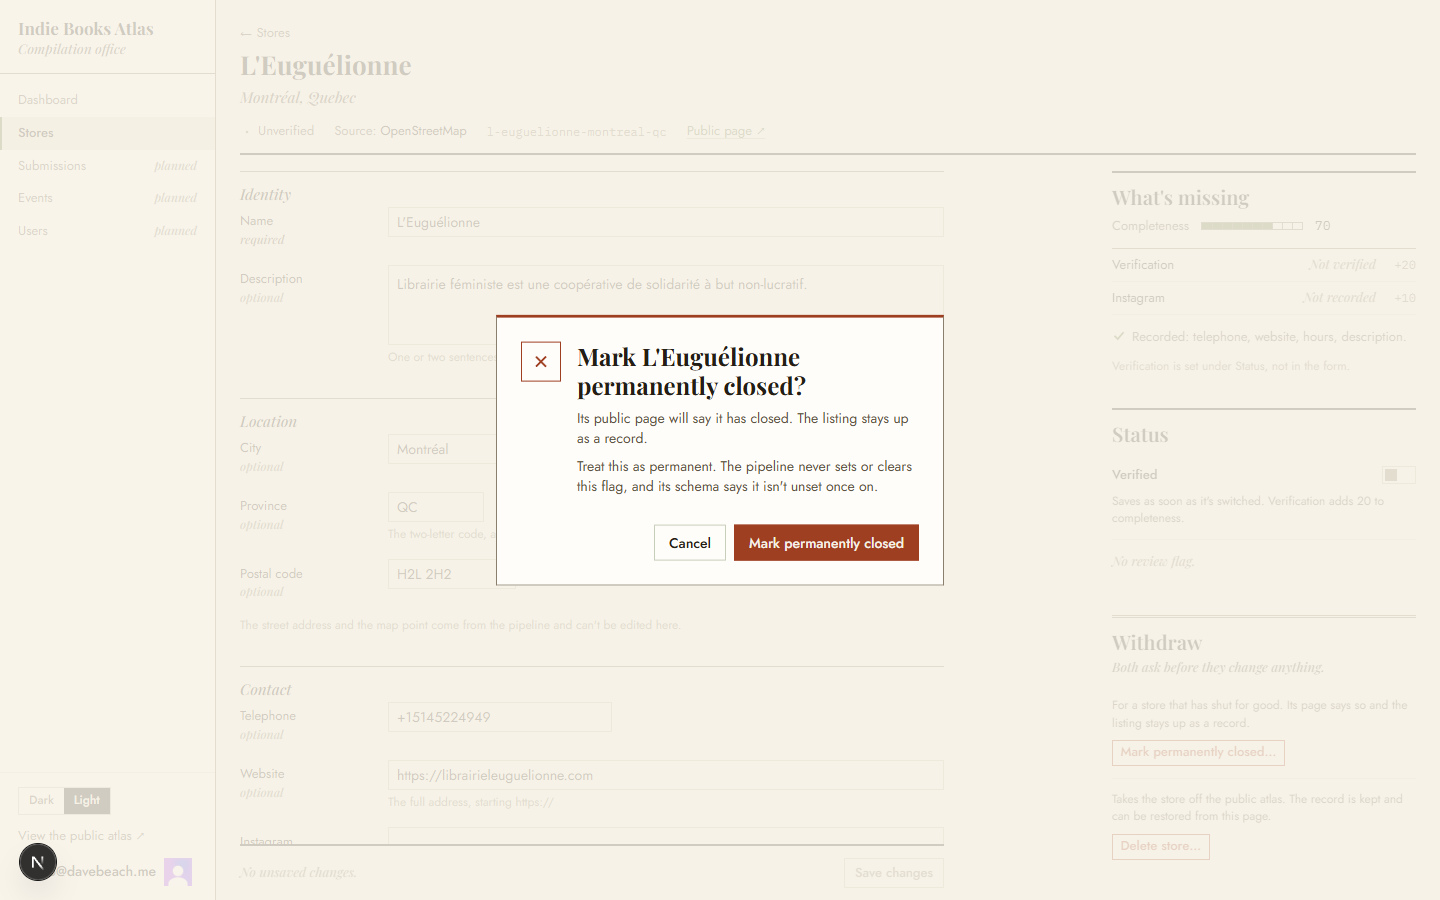 Indie Books Atlas
Compilation office
Dashboard
Stores
Submissions planned
Events planned
Users planned
Dark Light
View the public atlas ↗
N
@davebeach.me
← Stores
L'Euguélionne
Montréal, Quebec
· Unverified Source: OpenStreetMap l-euguelionne-montreal-qc Public page ↗
Identity
Name
required
L'Euguélionne
Description
optional
Librairie féministe est une coopérative de solidarité à but non-lucratif.
One or two sentences
Location
City
optional
Montréal
Province
optional
QC
The two-letter code,
Postal code
optional
H2L 2H2
The street address and the map point come from the pipeline and can't be edited here.
Contact
Telephone
optional
+15145224949
Website
optional
https://librairieleuguelionne.com
The full address, starting https://
Instagram
No unsaved changes.
Save changes
Mark L'Euguélionne
permanently closed?
Its public page will say it has closed. The listing stays up
as a record.
Treat this as permanent. The pipeline never sets or clears
this flag, and its schema says it isn't unset once on.
Cancel
Mark permanently closed
What's missing
Completeness 70
Verification Not verified +20
Instagram Not recorded +10
✓ Recorded: telephone, website, hours, description.
Verification is set under Status, not in the form.
Status
Verified
Saves as soon as it's switched. Verification adds 20 to
completeness.
No review flag.
Withdraw
Both ask before they change anything.
For a store that has shut for good. Its page says so and the
listing stays up as a record.
Mark permanently closed...
Takes the store off the public atlas. The record is kept and
can be restored from this page.
Delete store...